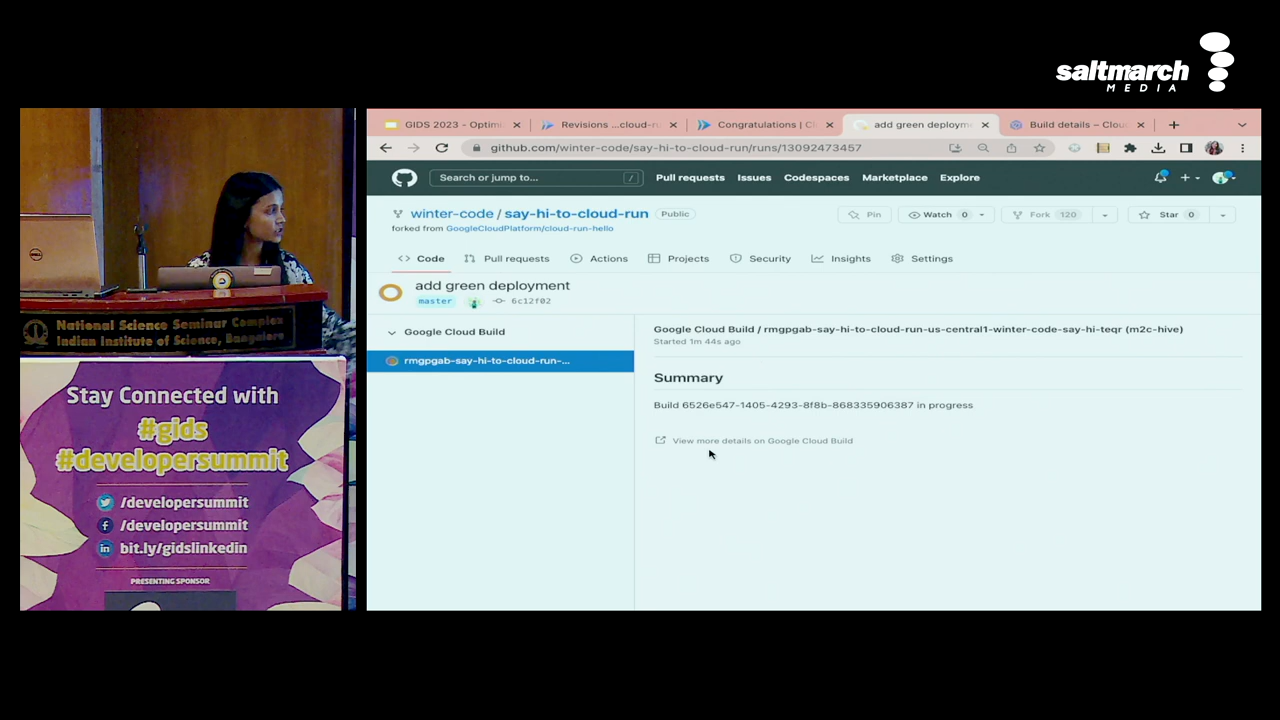 saltmarch
MEDIA
GIDS 2023 - Optimi
Revisions ...cloud-ru
Congratulations | Cl
add green deploym
Build details – Clou
github.com/winter-code/say-hi-to-cloud-run/runs/13092473457
Search or jump to...
/
Pull requests
Issues
Codespaces
Marketplace
Explore
winter-code / say-hi-to-cloud-run
Public
Pin
Watch 0
Fork 120
Star 0
forked from GoogleCloudPlatform/cloud-run-hello
Code
Pull requests
Actions
Projects
Security
Insights
Settings
add green deployment
master
6c12f02
Google Cloud Build
rmgpgab-say-hi-to-cloud-run-...
Google Cloud Build / rmgpgab-say-hi-to-cloud-run-us-central1-winter-code-say-hi-teqr (m2c-hive)
Started 1m 44s ago
Summary
Build 6526e547-1405-4293-8f8b-868335906387 in progress
View more details on Google Cloud Build
DELL
National Science Seminar Complex
Indian Institute of Science, Bangalore
Stay Connected with
#gids
#developersummit
/developersummit
/developersummit
bit.ly/gidslinkedin
PRESENTING SPONSOR